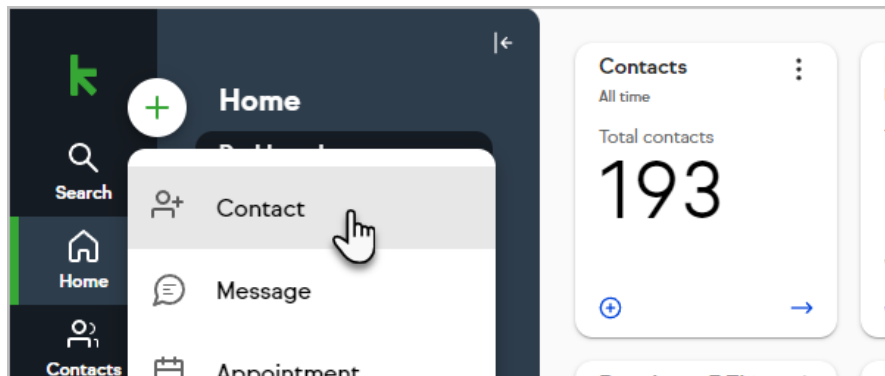 Home
Search
Contact
Home
Message
Contacts
Appointment
Contacts
All time
Total contacts
193